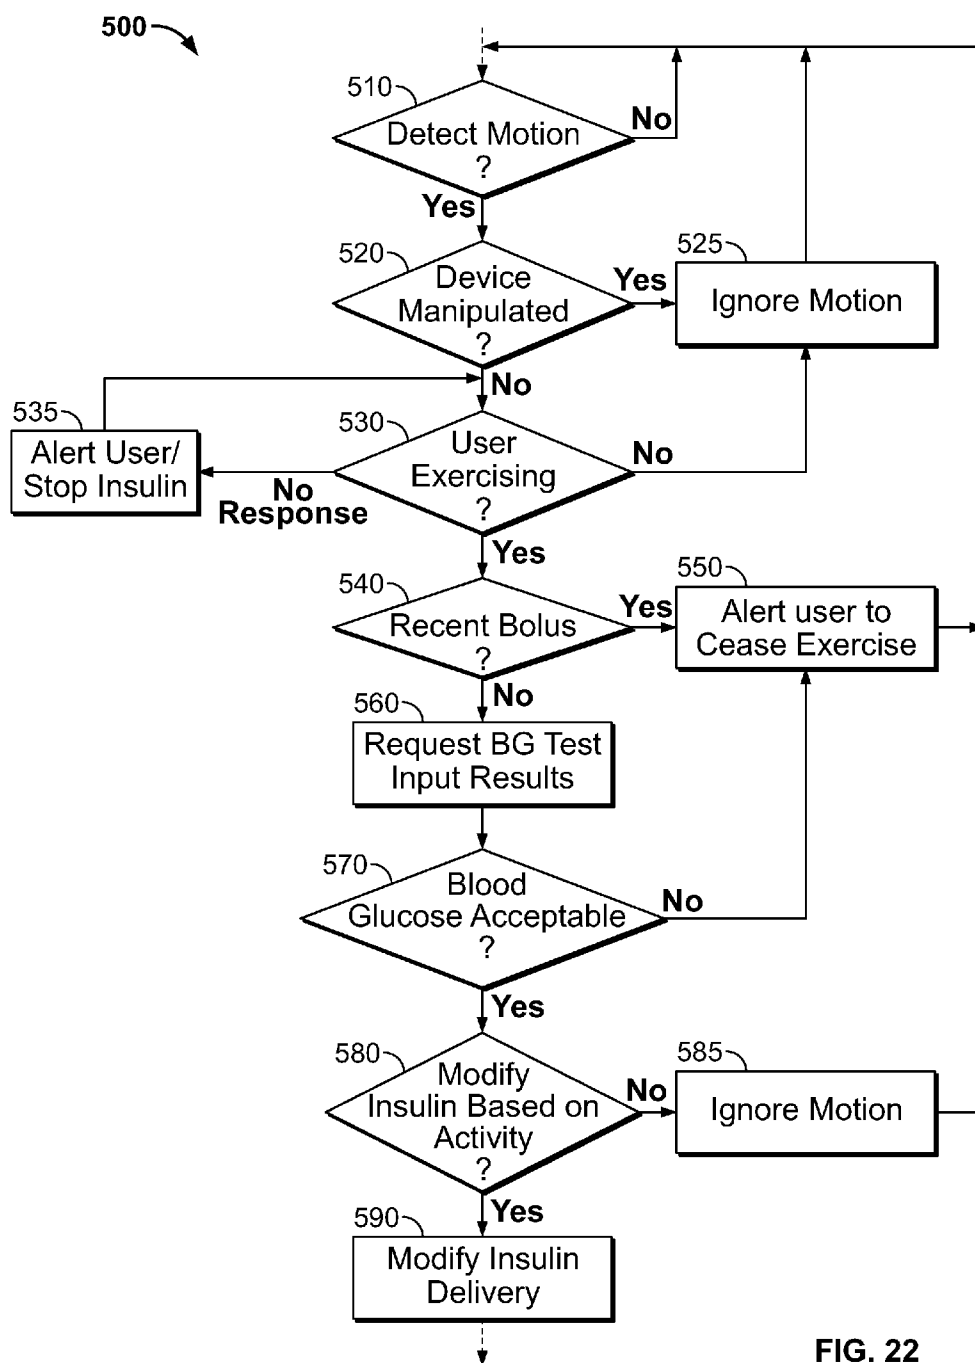 500
510
Detect Motion
?
No
Yes
520
Device
Manipulated
?
Yes
525
Ignore Motion
No
535
Alert User/
Stop Insulin
No
Response
530
User
Exercising
?
No
Yes
540
Recent Bolus
?
Yes
550
Alert user to
Cease Exercise
No
560
Request BG Test
Input Results
570
Blood
Glucose Acceptable
?
No
Yes
580
Modify
Insulin Based on
Activity
?
No
585
Ignore Motion
Yes
590
Modify Insulin
Delivery
FIG. 22